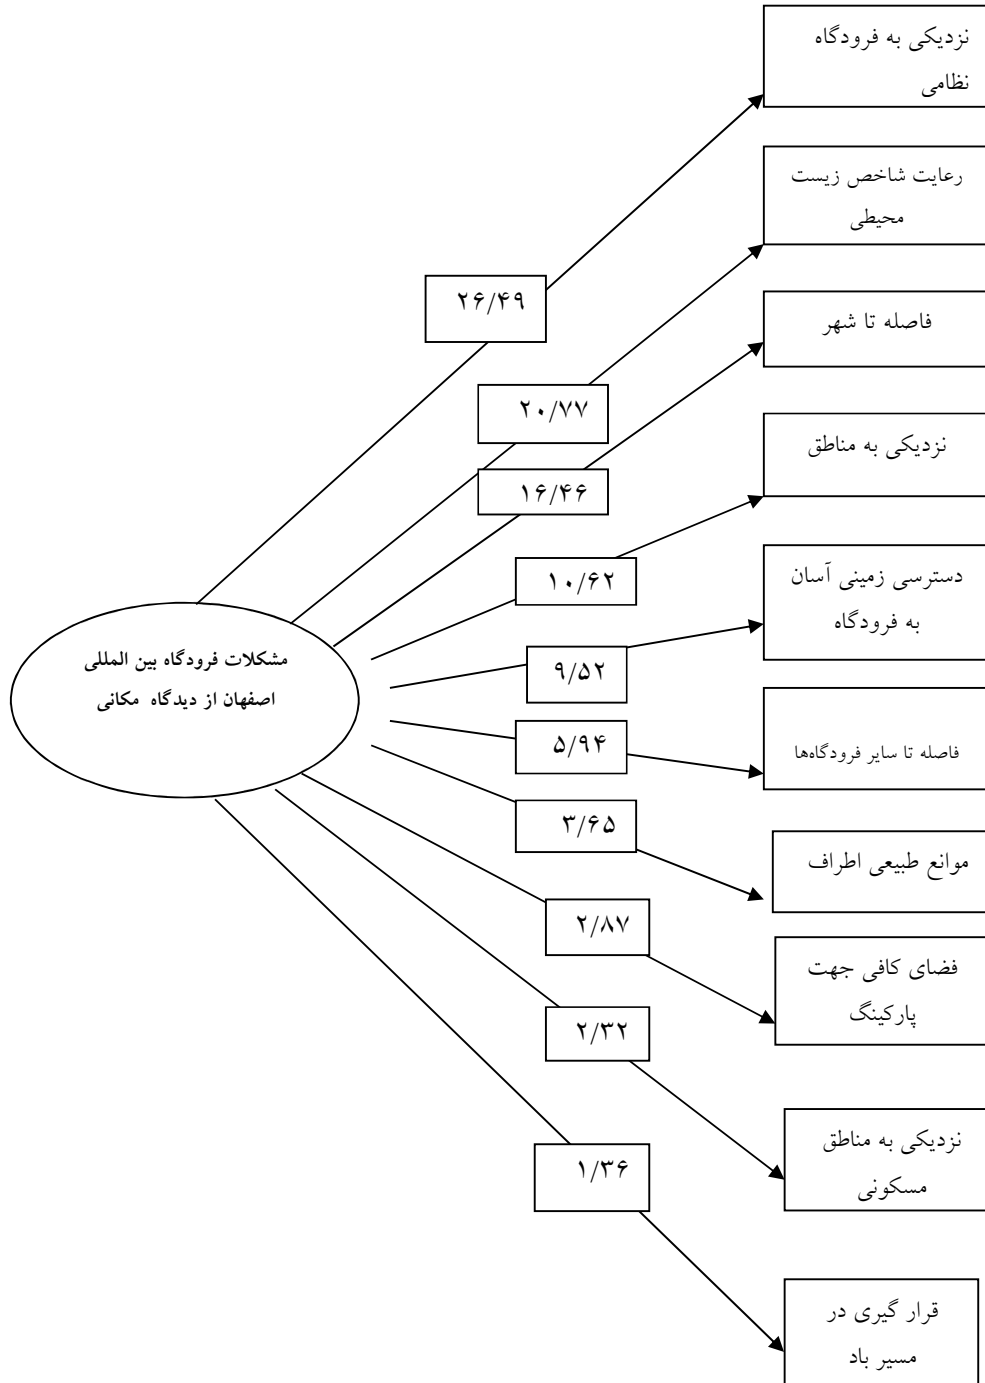 نزدیکی به فرودگاه
نظامی
رعایت شاخص زیست
محیطی
۲۶/۴۹
فاصله تا شهر
۲۰/۷۷
نزدیکی به مناطق
۱۶/۴۶
۱۰/۶۲
دسترسی زمینی آسان
به فرودگاه
مشکلات فرودگاه بین المللی
اصفهان از دیدگاه مکانی
۹/۵۲
۵/۹۴
فاصله تا سایر فرودگاه‌ها
۳/۶۵
موانع طبیعی اطراف
۲/۸۷
فضای کافی جهت
پارکینگ
۲/۳۲
نزدیکی به مناطق
مسکونی
۱/۳۶
قرار گیری در
مسیر باد